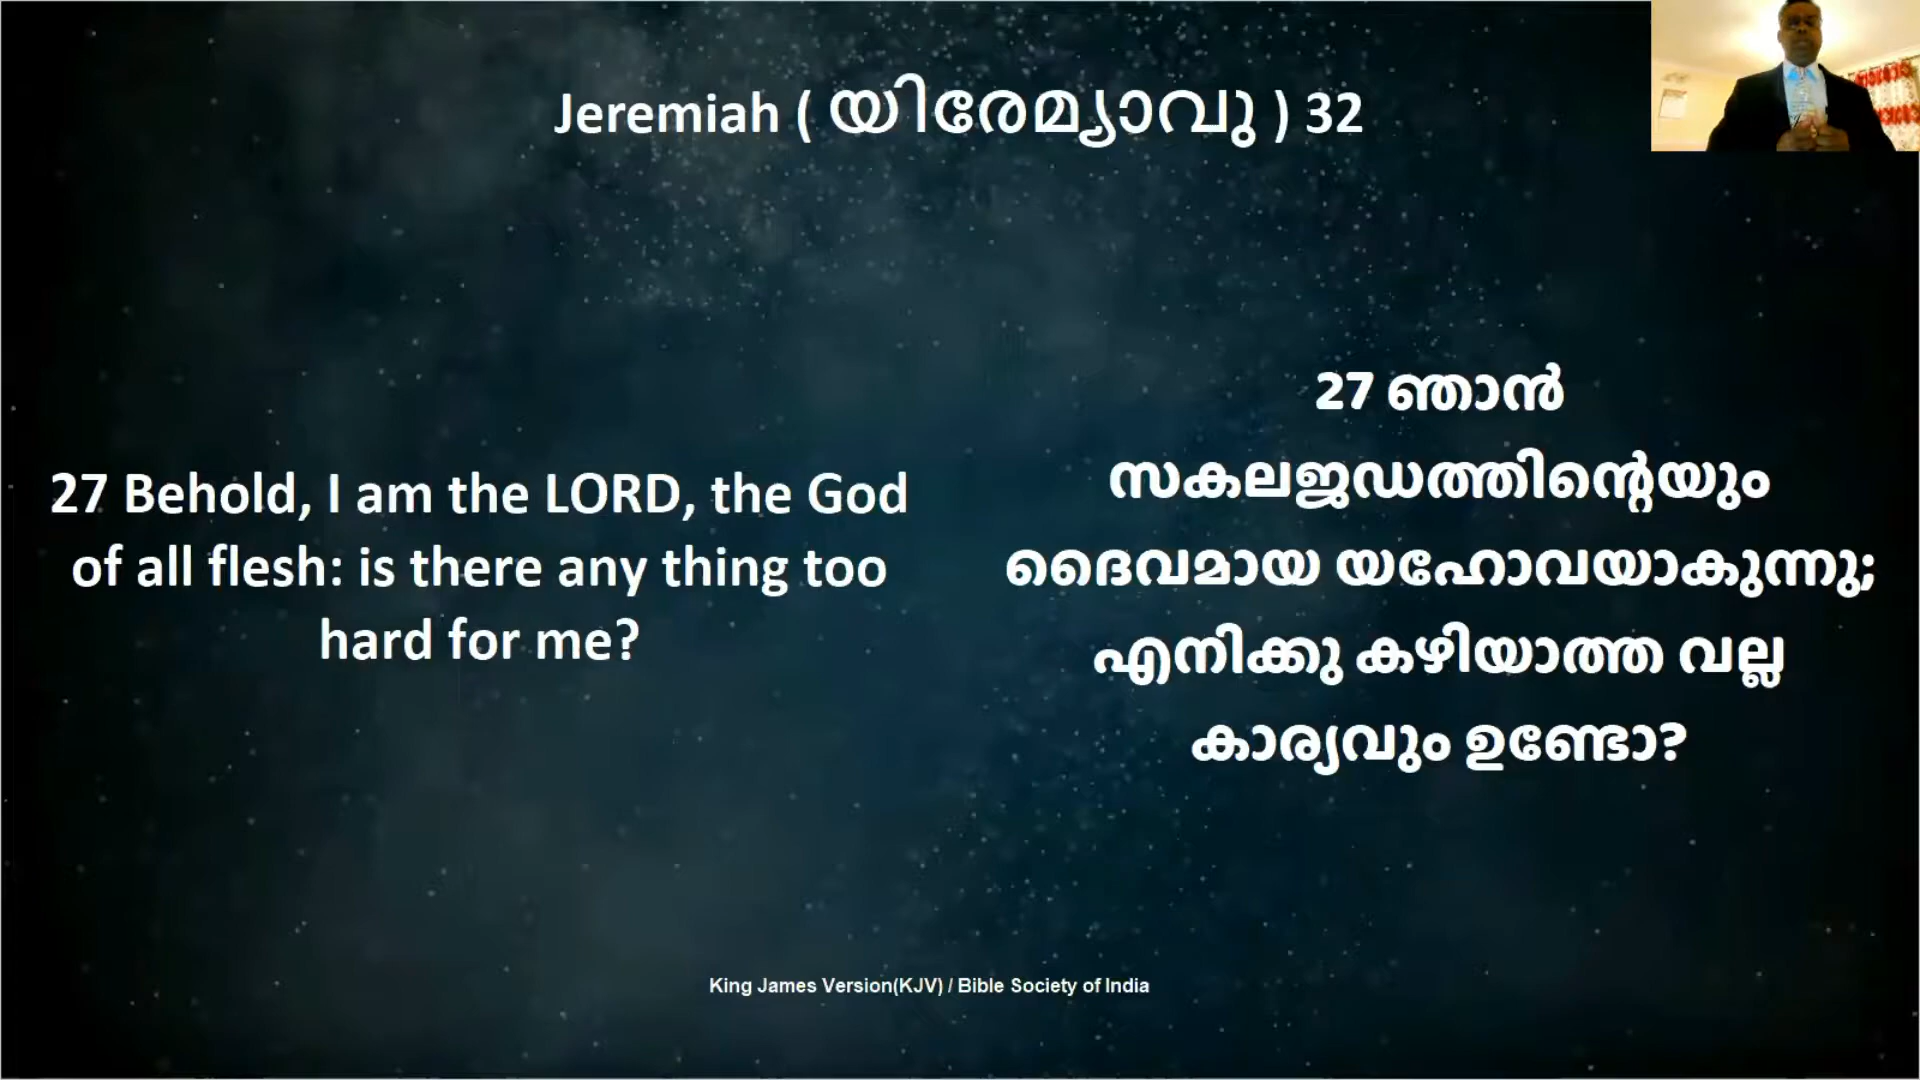 Jeremiah ( യിരേമ്യാവു ) 32
27 Behold, I am the LORD, the God
of all flesh: is there any thing too
hard for me?
27 ഞാൻ
സകലജഡത്തിന്റെയും
ദൈവമായ യഹോവയാകുന്നു;
എനിക്കു കഴിയാത്ത വല്ല
കാര്യവും ഉണ്ടോ?
King James Version(KJV) / Bible Society of India